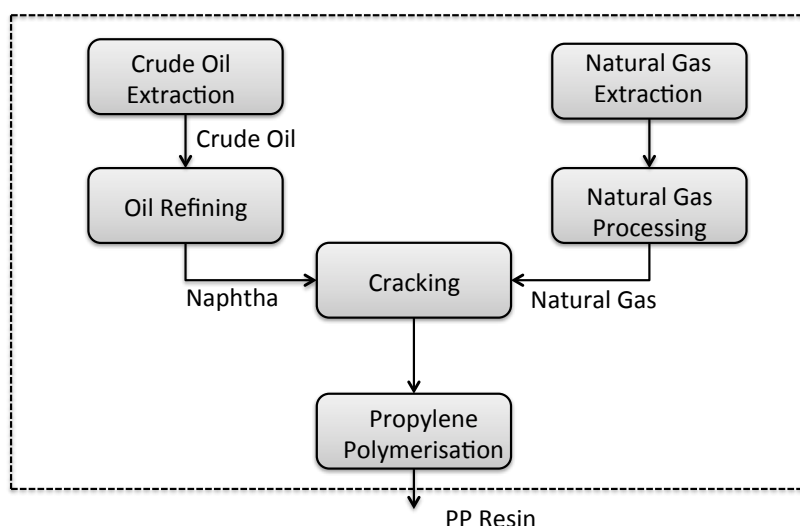 Crude Oil
Extraction
Natural Gas
Extraction
Crude Oil
Oil Refining
Natural Gas
Processing
Naphtha
Cracking
Natural Gas
Propylene
Polymerisation
PP Resin